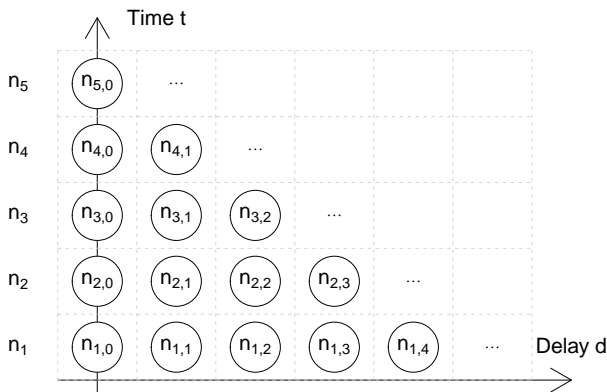 Time t
n5 n5,0 ...
n4 n4,0 n4,1 ...
n3 n3,0 n3,1 n3,2 ...
n2 n2,0 n2,1 n2,2 n2,3 ...
n1 n1,0 n1,1 n1,2 n1,3 n1,4 ... Delay d